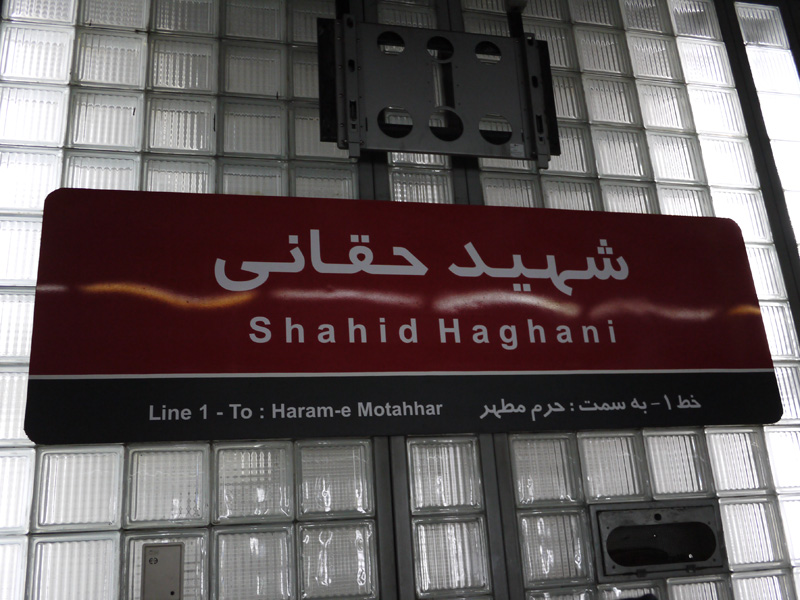 شهید حقانی
Shahid Haghani
خط ۱ - به سمت : حرم مطهر
Line 1 - To : Haram-e Motahhar